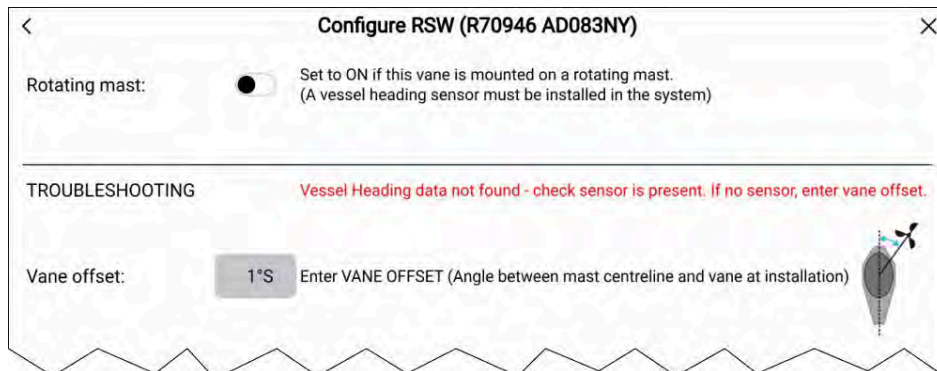 Configure RSW (R70946 AD083NY)
Rotating mast:
Set to ON if this vane is mounted on a rotating mast.
(A vessel heading sensor must be installed in the system)
TROUBLESHOOTING
Vessel Heading data not found - check sensor is present. If no sensor, enter vane offset.
Vane offset:
1°S
Enter VANE OFFSET (Angle between mast centreline and vane at installation)